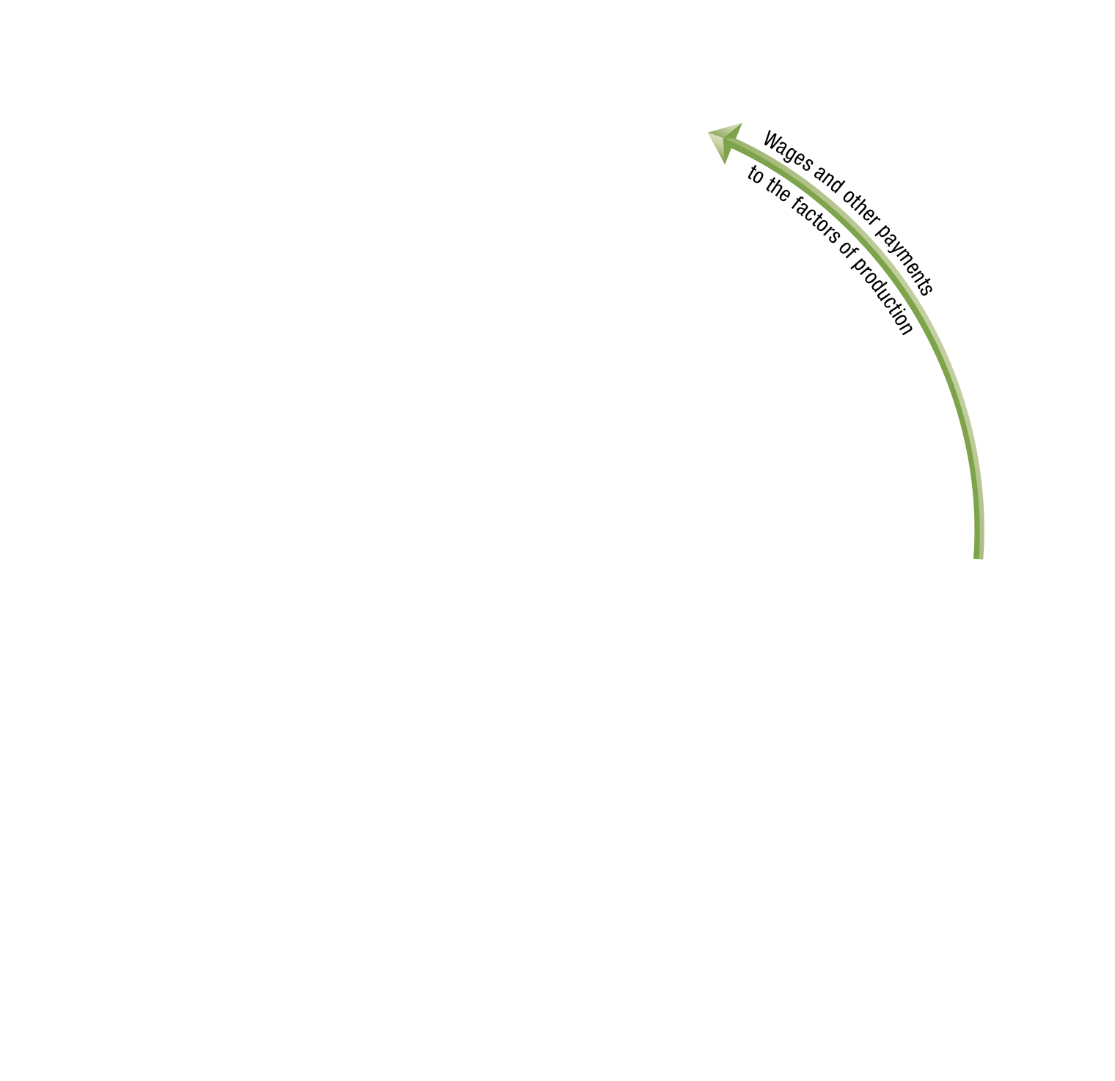 Wages and other payments
to the factors of production